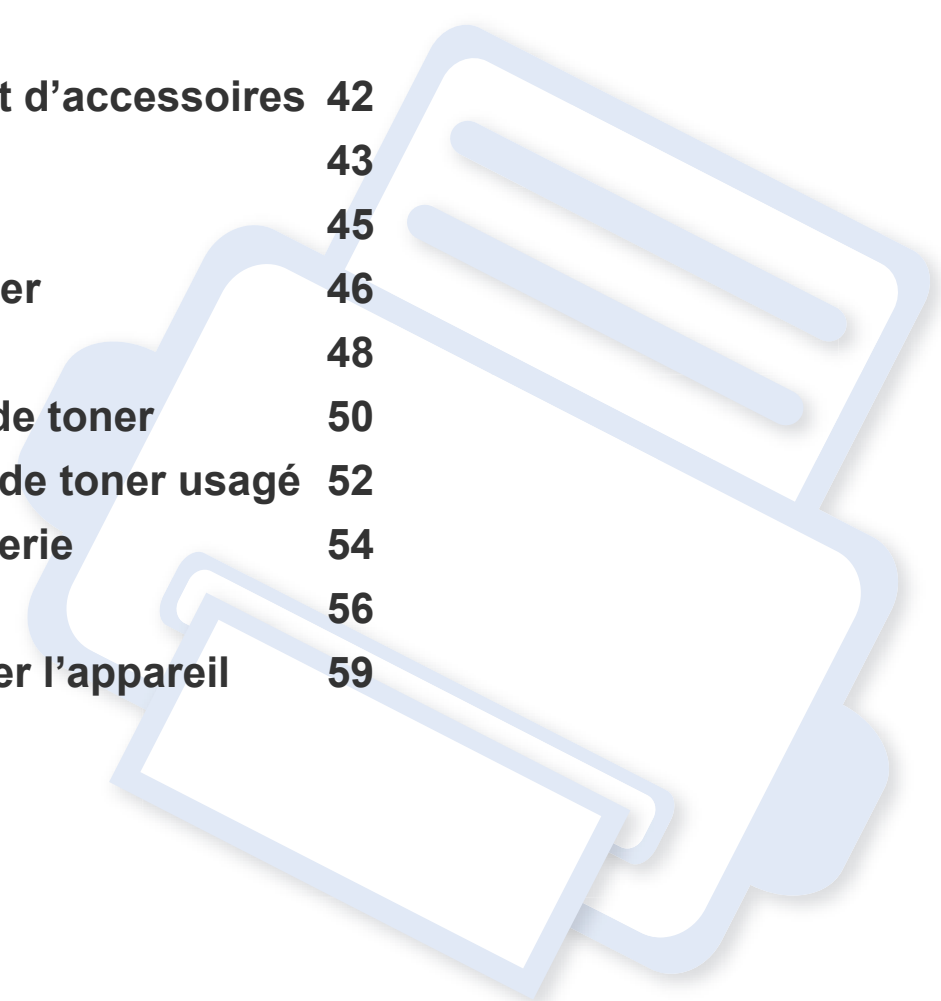 t d’accessoires 42
43
45
er 46
48
de toner 50
de toner usagé 52
erie 54
56
er l’appareil 59